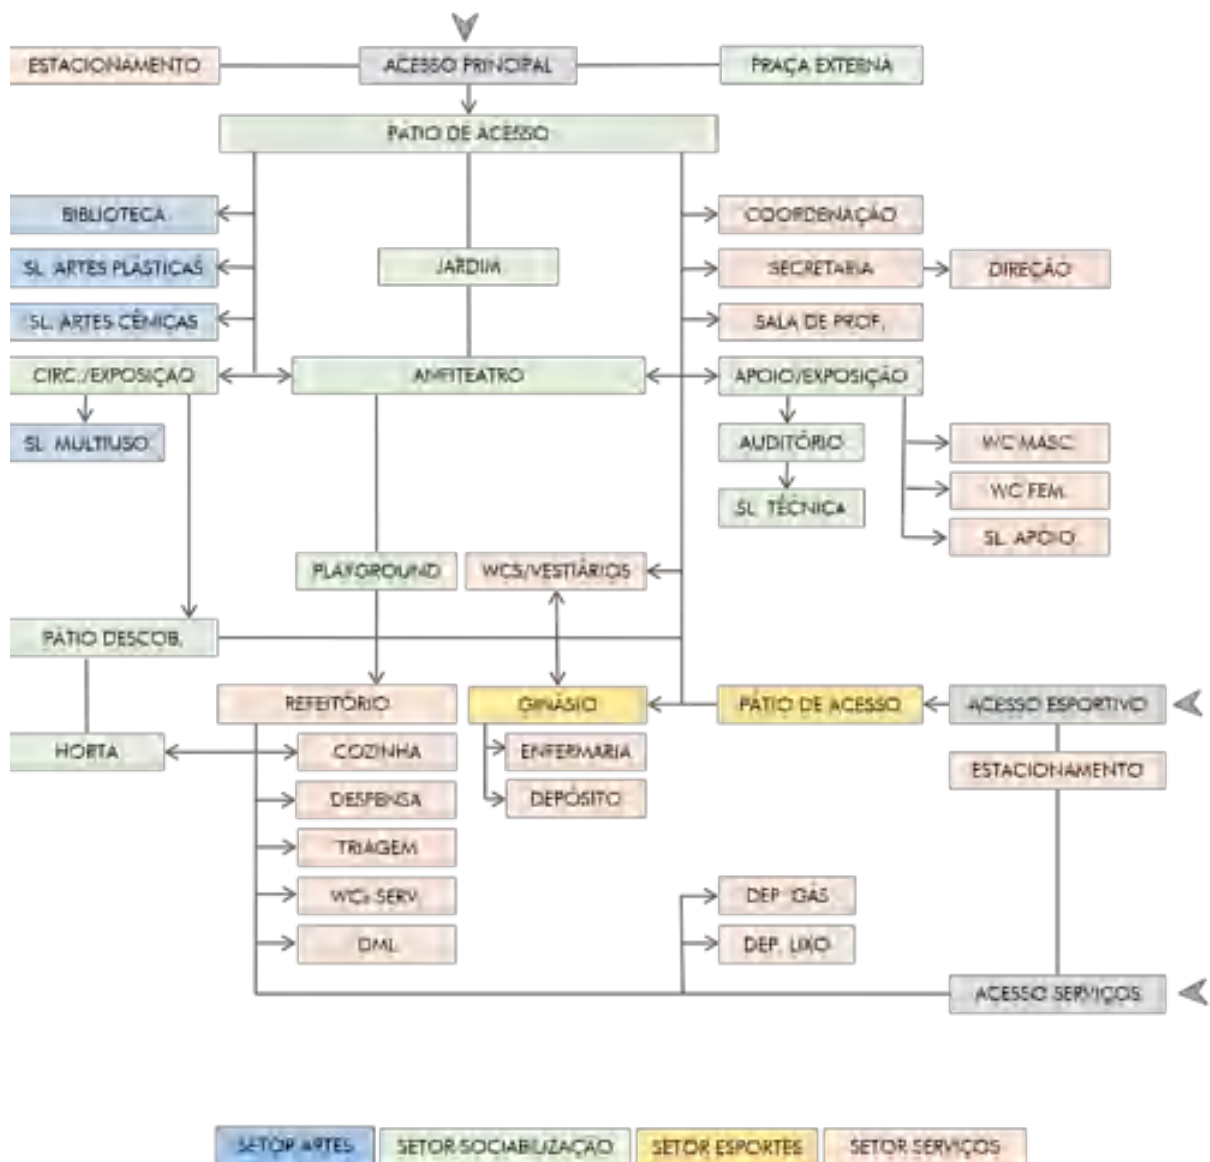 ESTACIONAMENTO
ACESSO PRINCIPAL
PRAÇA EXTERNA
PÁTIO DE ACESSO
BIBLIOTECA
COORDENAÇÃO
SL. ARTES PLÁSTICAS
JARDIM
SECRETARIA
DIREÇÃO
SL. ARTES CÊNICAS
SALA DE PROF.
CIRC./EXPOSIÇÃO
ANFITEATRO
APOIO/EXPOSIÇÃO
SL. MULTIUSO
AUDITÓRIO
WC MASC.
SL. TÉCNICA
WC FEM.
SL. APOIO
PLAYGROUND
WCS/VESTIÁRIOS
PÁTIO DESCOB.
REFEITÓRIO
GINÁSIO
PÁTIO DE ACESSO
ACESSO ESPORTIVO
HORTA
COZINHA
ENFERMARIA
ESTACIONAMENTO
DESPENSA
DEPÓSITO
TRIAGEM
WCs SERV.
DEP. GÁS
DML
DEP. LIXO
ACESSO SERVIÇOS
SETOR ARTES
SETOR SOCIABILIZAÇÃO
SETOR ESPORTES
SETOR SERVIÇOS